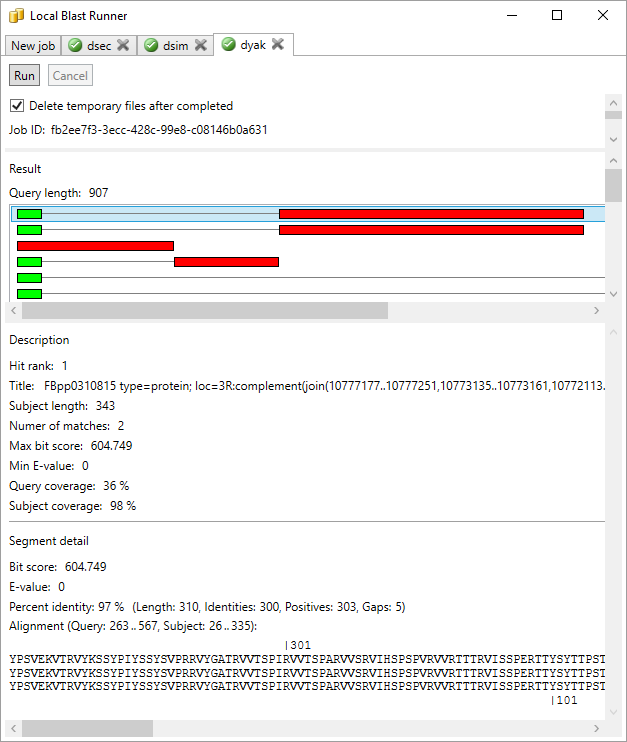 Local Blast Runner
New job dsec dsim dyak
Run Cancel
Delete temporary files after completed
Job ID: fb2ee7f3-3ecc-428c-99e8-c08146b0a631
Result
Query length: 907
Description
Hit rank: 1
Title: FBpp0310815 type=protein; loc=3R:complement(join(10777177..10777251,10773135..10773161,10772113.
Subject length: 343
Numer of matches: 2
Max bit score: 604.749
Min E-value: 0
Query coverage: 36 %
Subject coverage: 98 %
Segment detail
Bit score: 604.749
E-value: 0
Percent identity: 97 % (Length: 310, Identities: 300, Positives: 303, Gaps: 5)
Alignment (Query: 263 .. 567, Subject: 26 .. 335):
|301
YPSVEKVTRVYKSSYPIYSSYSVPRRVYGATRVVTSPIRVVTSPARVVSRVIHSPSPVRVVRTTTRVISSPERTTYSYTTPST
YPSVEKVTRVYKSSYPIYSSYSVPRRVYGATRVVTSPIRVVTSPARVVSRVIHSPSPVRVVRTTTRVISSPERTTYSYTTPST
YPSVEKVTRVYKSSYPIYSSYSVPRRVYGATRVVTSPIRVVTSPARVVSRVIHSPSPVRVVRTTTRVISSPERTTYSYTTPST
|101